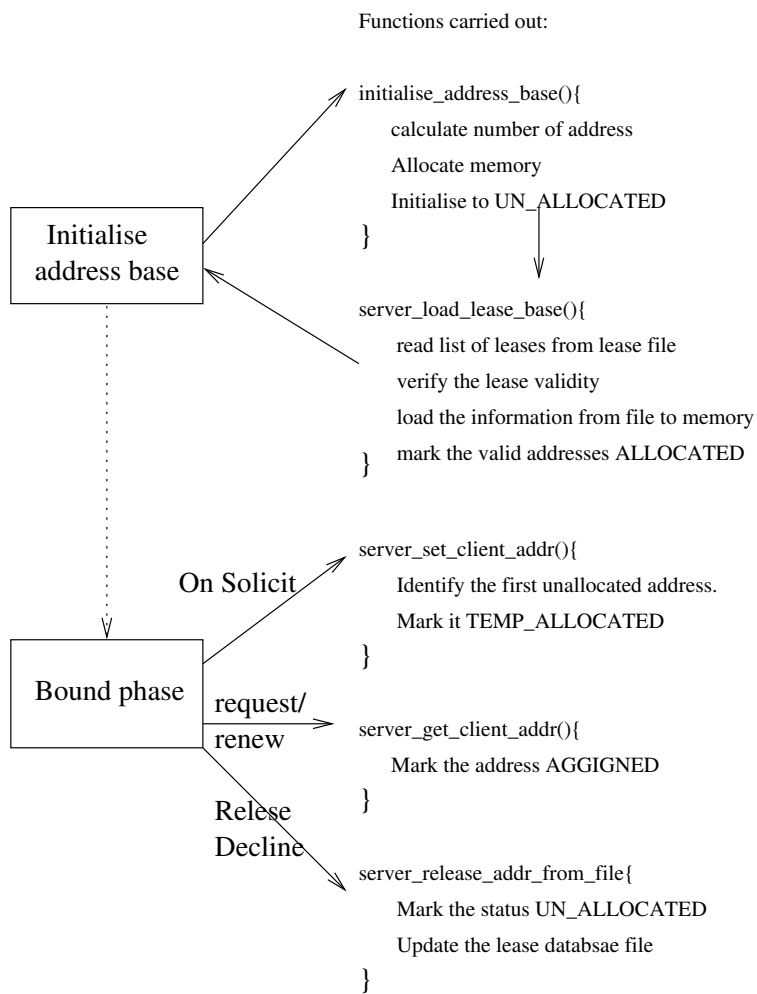 Functions carried out:
initialise_address_base(){
calculate number of address
Allocate memory
Initialise to UN_ALLOCATED
}
Initialise
address base
server_load_lease_base(){
read list of leases from lease file
verify the lease validity
load the information from file to memory
mark the valid addresses ALLOCATED
}
On Solicit
server_set_client_addr(){
Identify the first unallocated address.
Mark it TEMP_ALLOCATED
}
Bound phase
request/
renew
server_get_client_addr(){
Mark the address AGGIGNED
}
Relese
Decline
server_release_addr_from_file{
Mark the status UN_ALLOCATED
Update the lease databsae file
}